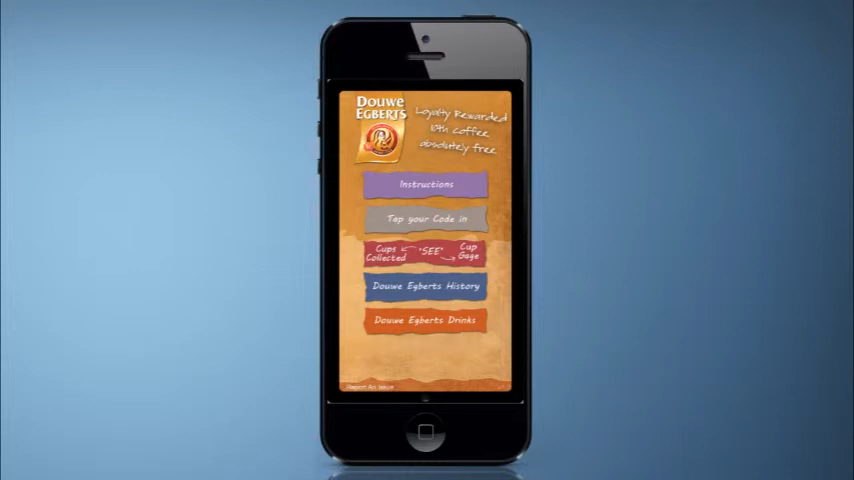 Douwe
Egberts
Loyalty Rewarded
10th coffee
absolutely free
Instructions
Tap your Code in
Cups
Collected
"SEE"
Cup
Gage
Douwe Egberts History
Douwe Egberts Drinks
Report An Issue